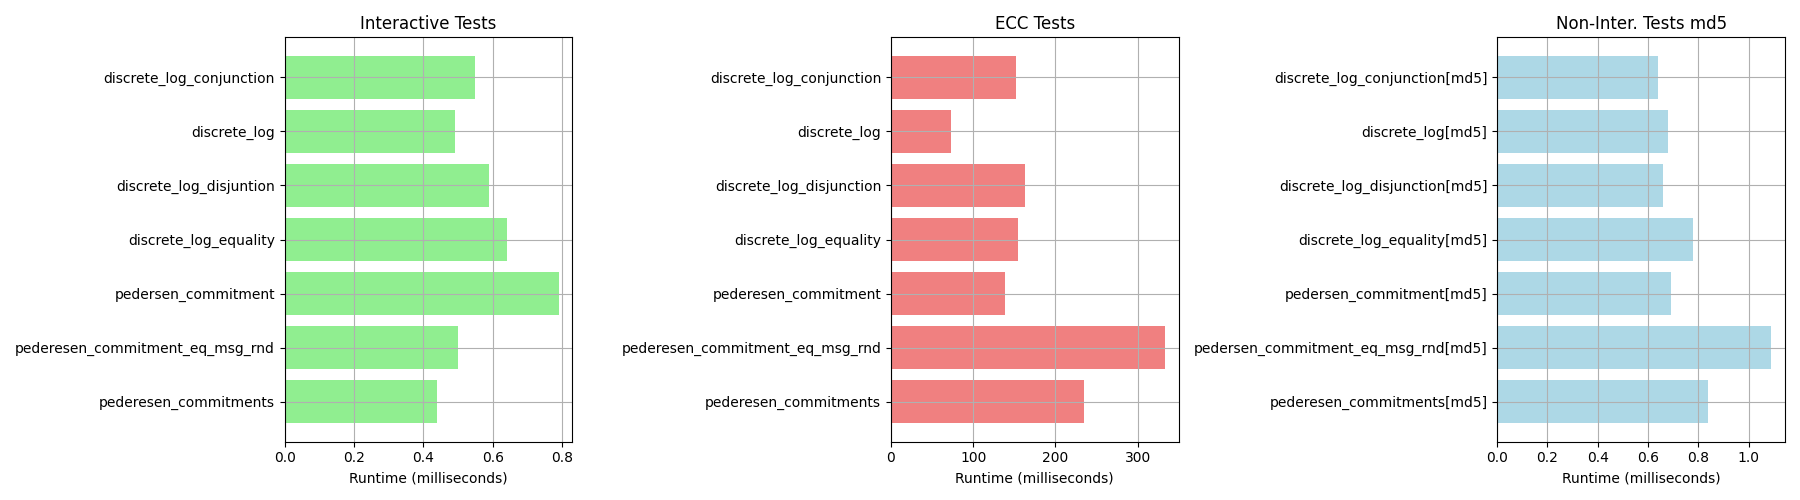 Interactive Tests
discrete_log_conjunction
discrete_log
discrete_log_disjuntion
discrete_log_equality
pedersen_commitment
pederesen_commitment_eq_msg_rnd
pederesen_commitments
0.0 0.2 0.4 0.6 0.8
Runtime (milliseconds)
ECC Tests
discrete_log_conjunction
discrete_log
discrete_log_disjunction
discrete_log_equality
pederesen_commitment
pederesen_commitment_eq_msg_rnd
pederesen_commitments
0 100 200 300
Runtime (milliseconds)
Non-Inter. Tests md5
discrete_log_conjunction[md5]
discrete_log[md5]
discrete_log_disjunction[md5]
discrete_log_equality[md5]
pedersen_commitment[md5]
pedersen_commitment_eq_msg_rnd[md5]
pederesen_commitments[md5]
0.0 0.2 0.4 0.6 0.8 1.0
Runtime (milliseconds)